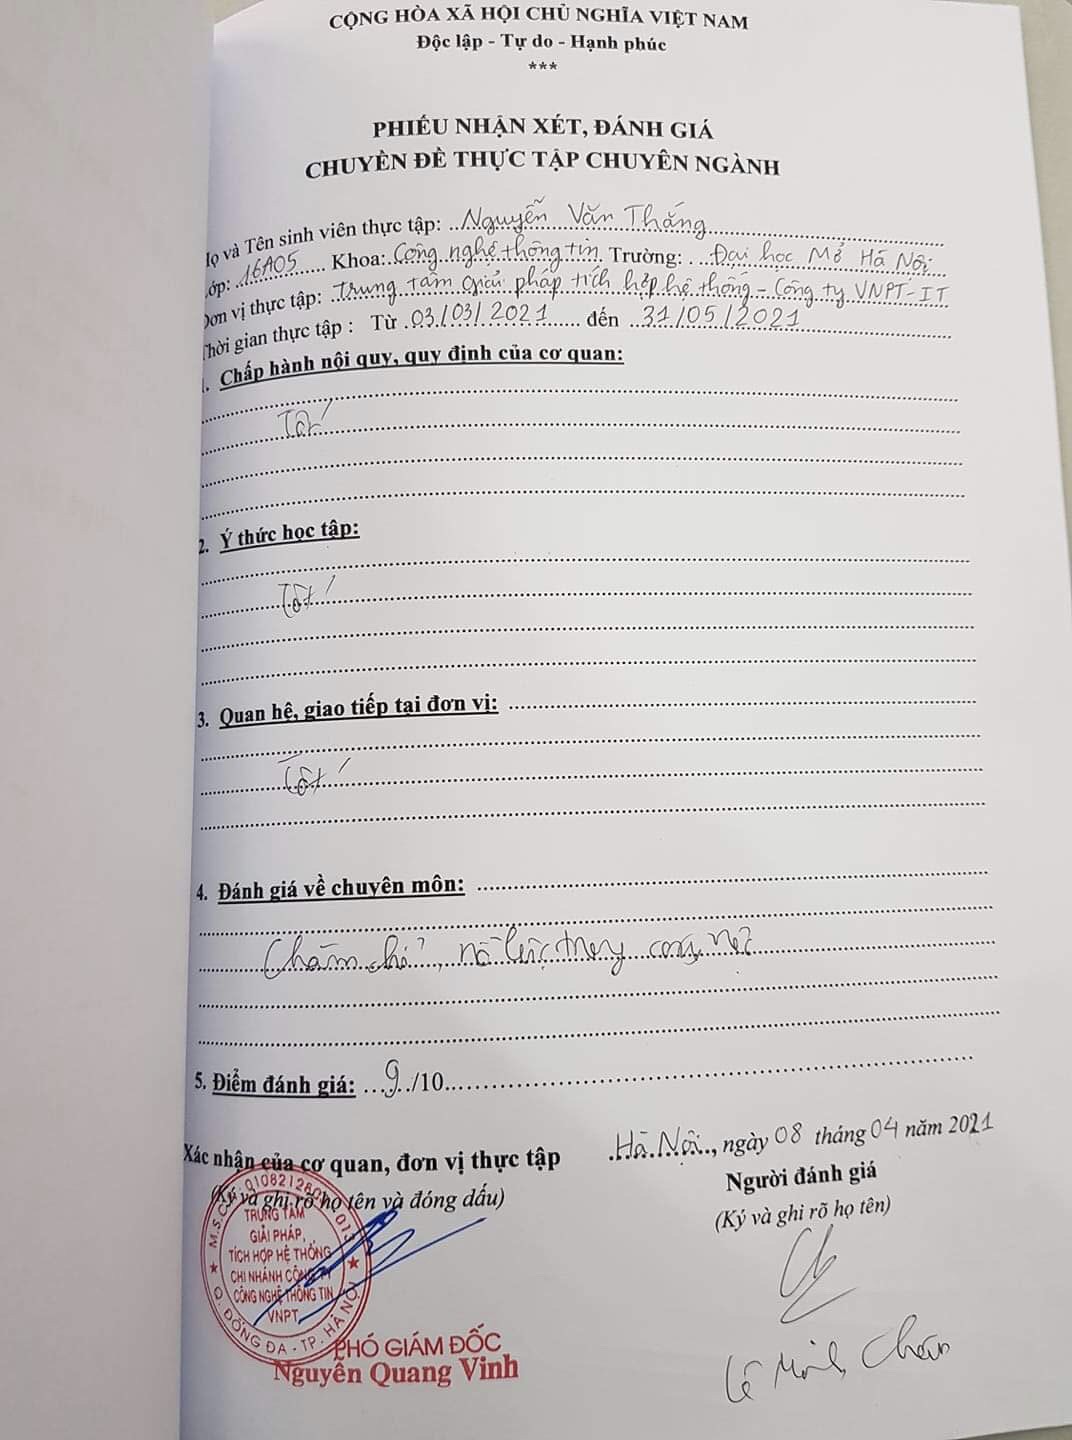 CỘNG HÒA XÃ HỘI CHỦ NGHĨA VIỆT NAM
Độc lập - Tự do - Hạnh phúc
***
PHIẾU NHẬN XÉT, ĐÁNH GIÁ
CHUYÊN ĐỀ THỰC TẬP CHUYÊN NGÀNH
Họ và Tên sinh viên thực tập: Nguyễn Văn Thắng
Lớp: 16A05 Khoa: Công nghệ thông tin Trường: Đại học Mở Hà Nội
Đơn vị thực tập: Trung tâm giải pháp tích hợp hệ thống - Công ty VNPT-IT
Thời gian thực tập : Từ 03/03/2021 đến 31/05/2021
1. Chấp hành nội quy, quy định của cơ quan:
Tốt
2. Ý thức học tập:
Tốt
3. Quan hệ, giao tiếp tại đơn vị:
Tốt
4. Đánh giá về chuyên môn:
Chăm chỉ, nỗ lực trong công việc
5. Điểm đánh giá: 9/10
Hà Nội, ngày 08 tháng 04 năm 2021
Xác nhận của cơ quan, đơn vị thực tập
Người đánh giá
(Ký và ghi rõ họ tên và đóng dấu)
(Ký và ghi rõ họ tên)
TRUNG TÂM
GIẢI PHÁP,
TÍCH HỢP HỆ THỐNG
CHI NHÁNH CÔNG TY
CÔNG NGHỆ THÔNG TIN
VNPT
Q. ĐỐNG ĐA - TP. HÀ NỘI
PHÓ GIÁM ĐỐC
Nguyễn Quang Vinh
Lê Minh